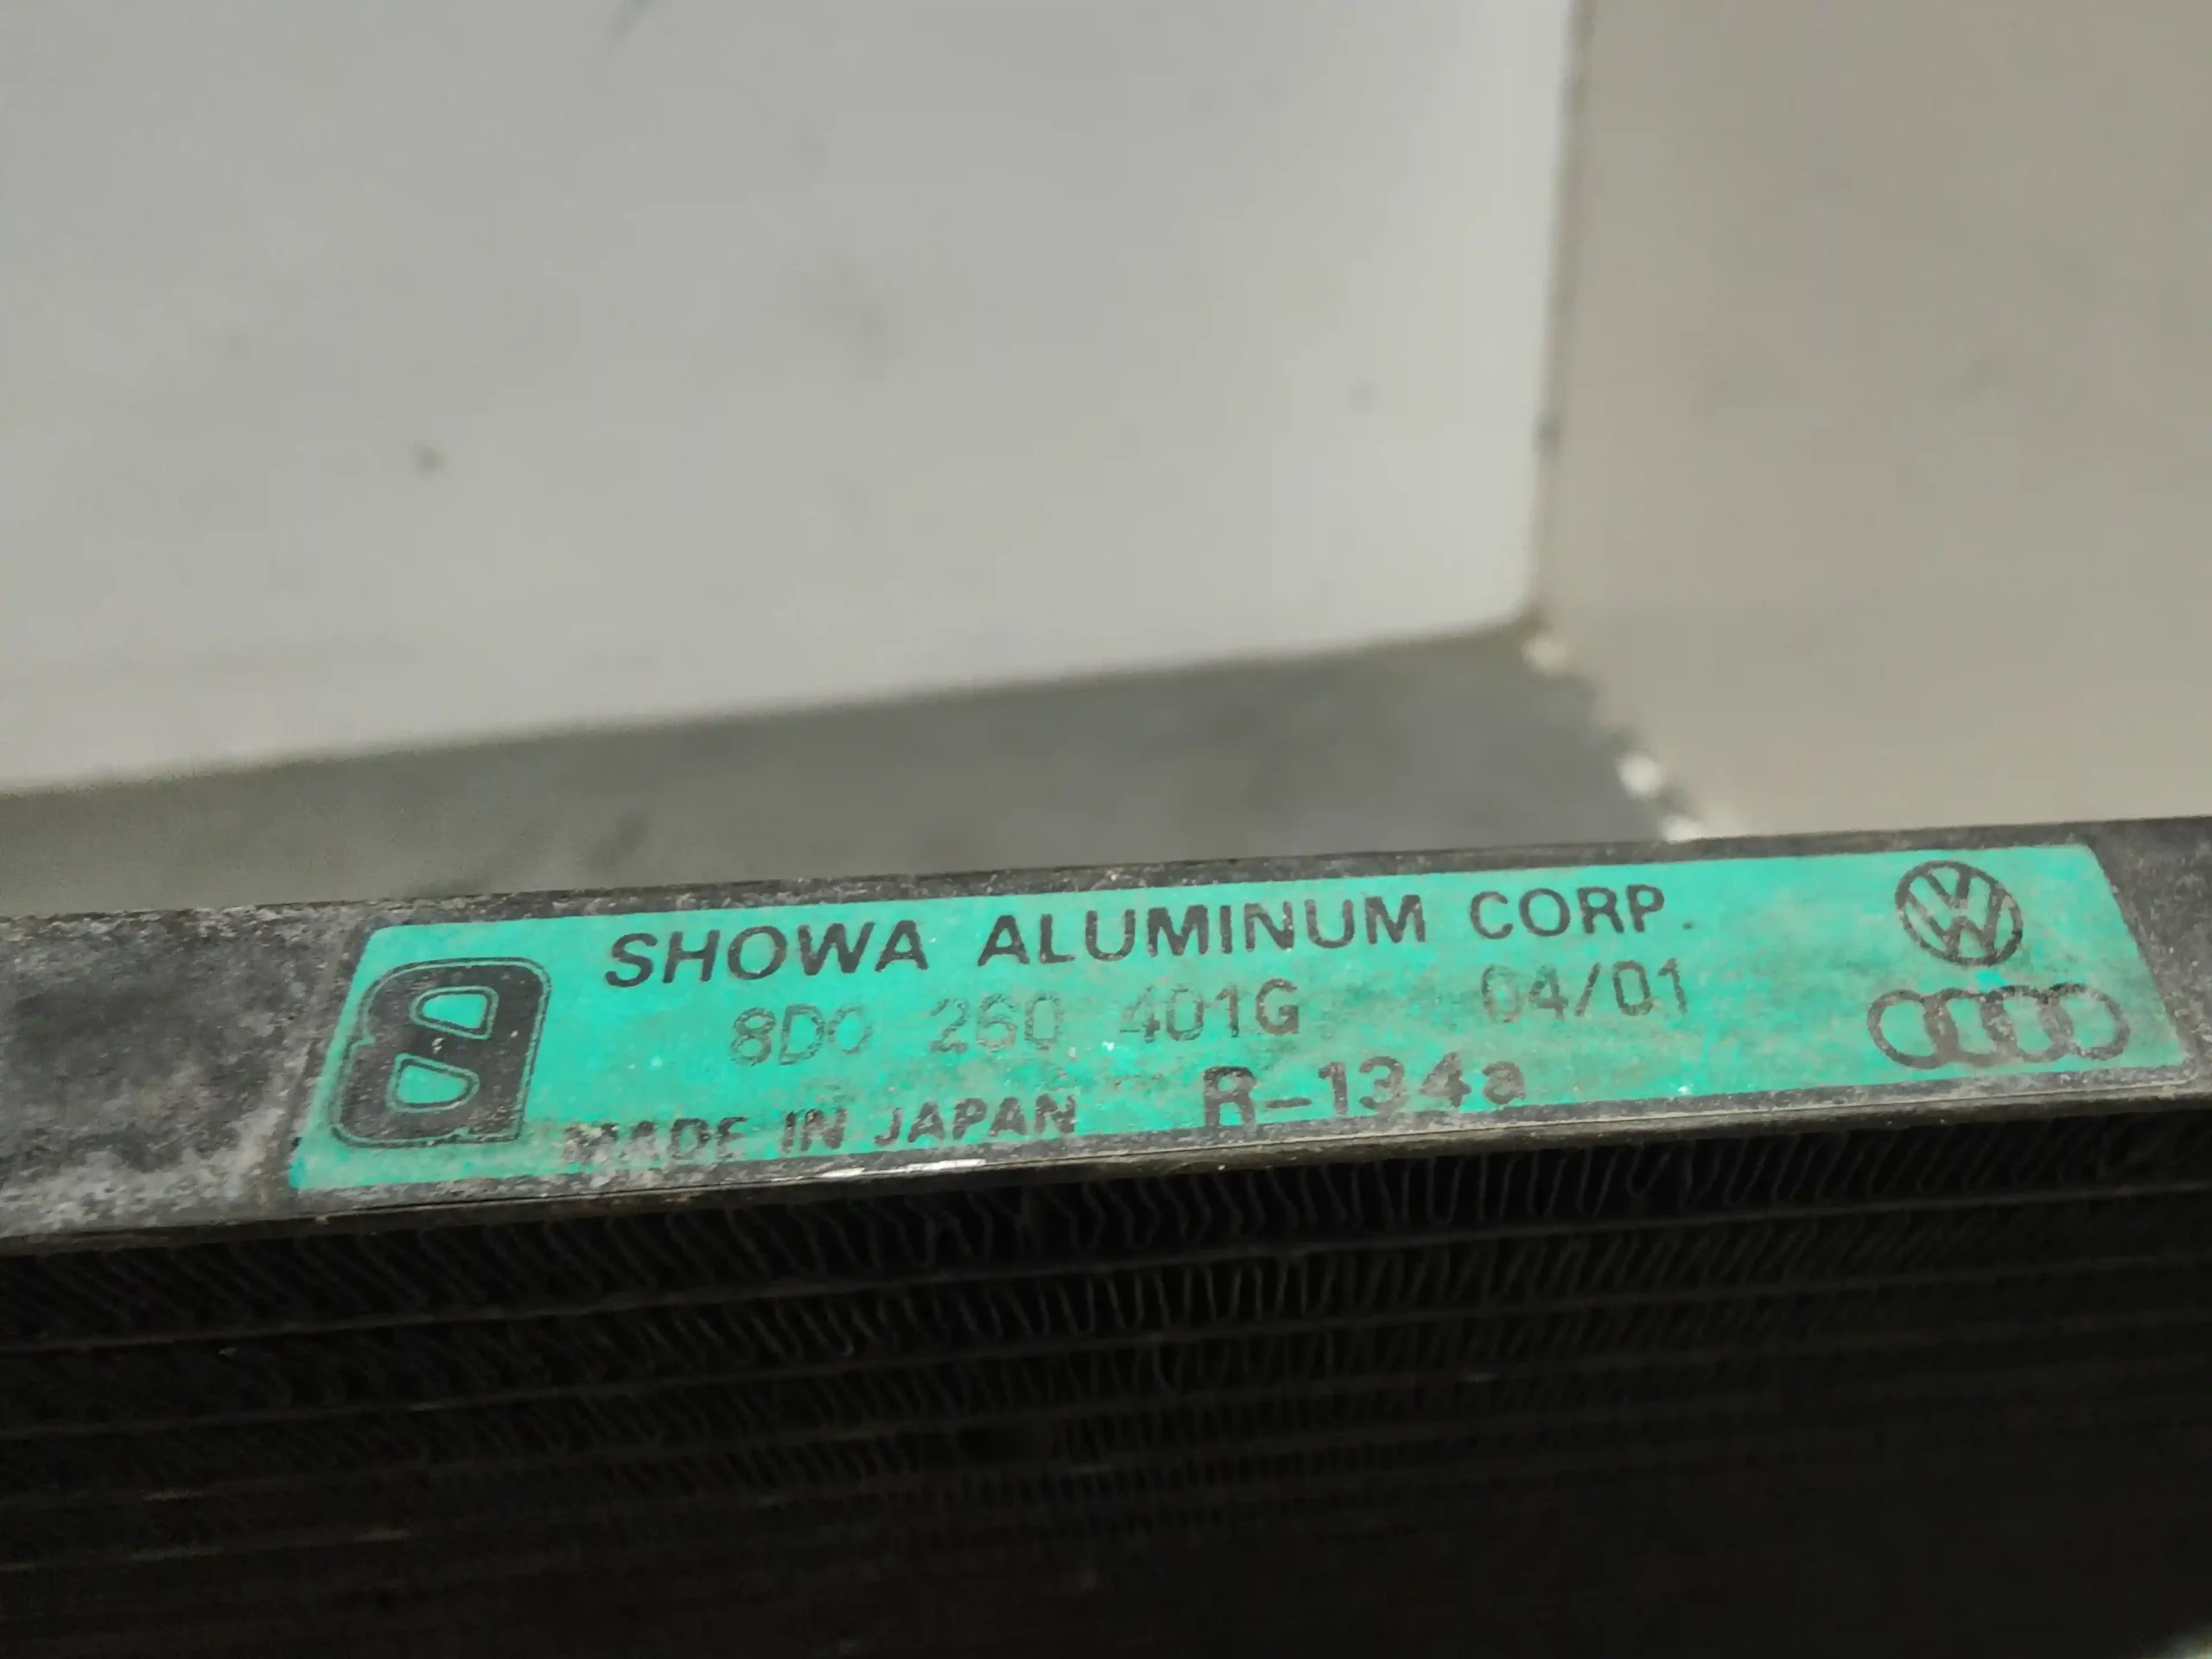 SHOWA ALUMINUM CORP.
8D0 260 401G 04/01
MADE IN JAPAN R-134a